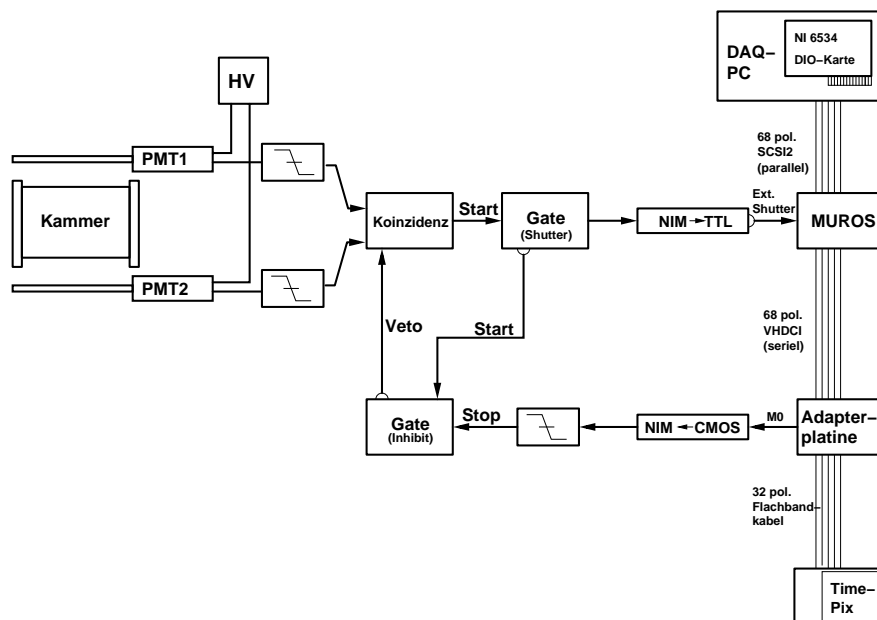 NI 6534
DAQ–
PC
DIO–Karte
HV
68 pol.
SCSI2
(parallel)
PMT1
Ext.
Shutter
Kammer
Koinzidenz
Start
Gate
(Shutter)
NIM
TTL
MUROS
PMT2
Veto
Start
68 pol.
VHDCI
(seriel)
Gate
(Inhibit)
Stop
NIM
CMOS
M0
Adapter–
platine
32 pol.
Flachband–
kabel
Time–
Pix